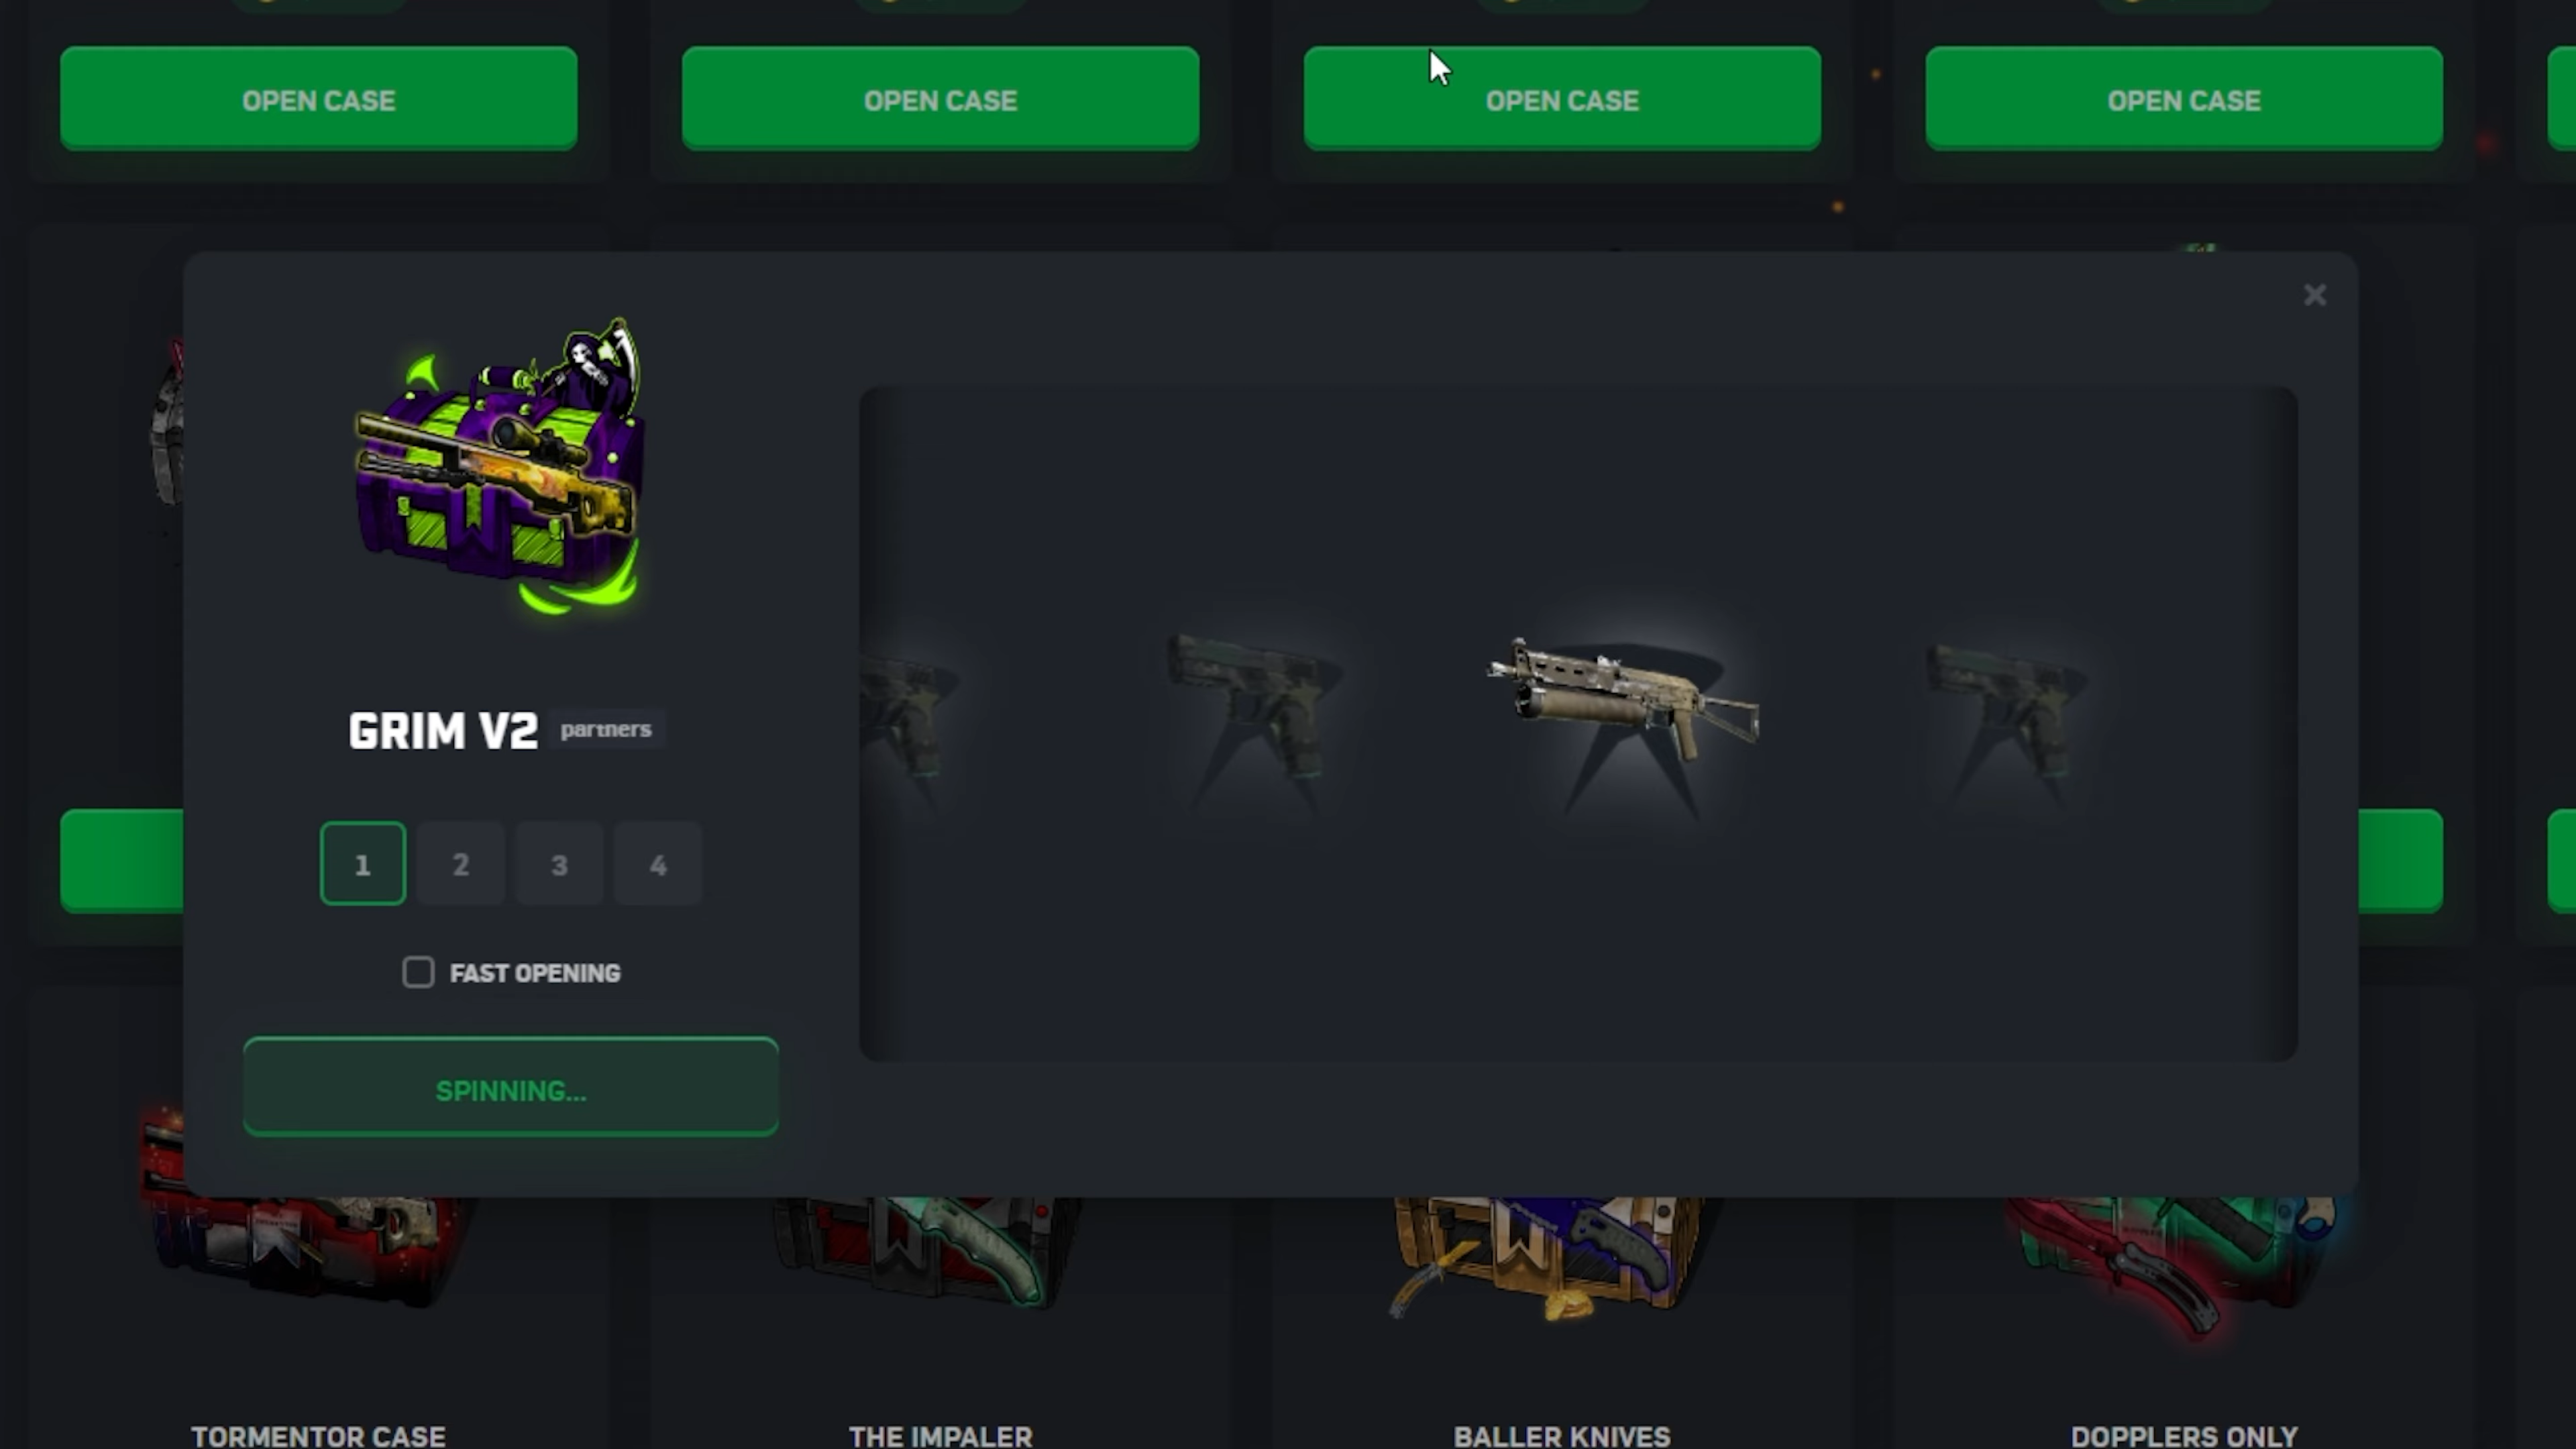 OPEN CASE
OPEN CASE
OPEN CASE
OPEN CASE
GRIM V2 partners
1 2 3 4
FAST OPENING
SPINNING...
TORMENTOR CASE
THE IMPALER
BALLER KNIVES
DOPPLERS ONLY